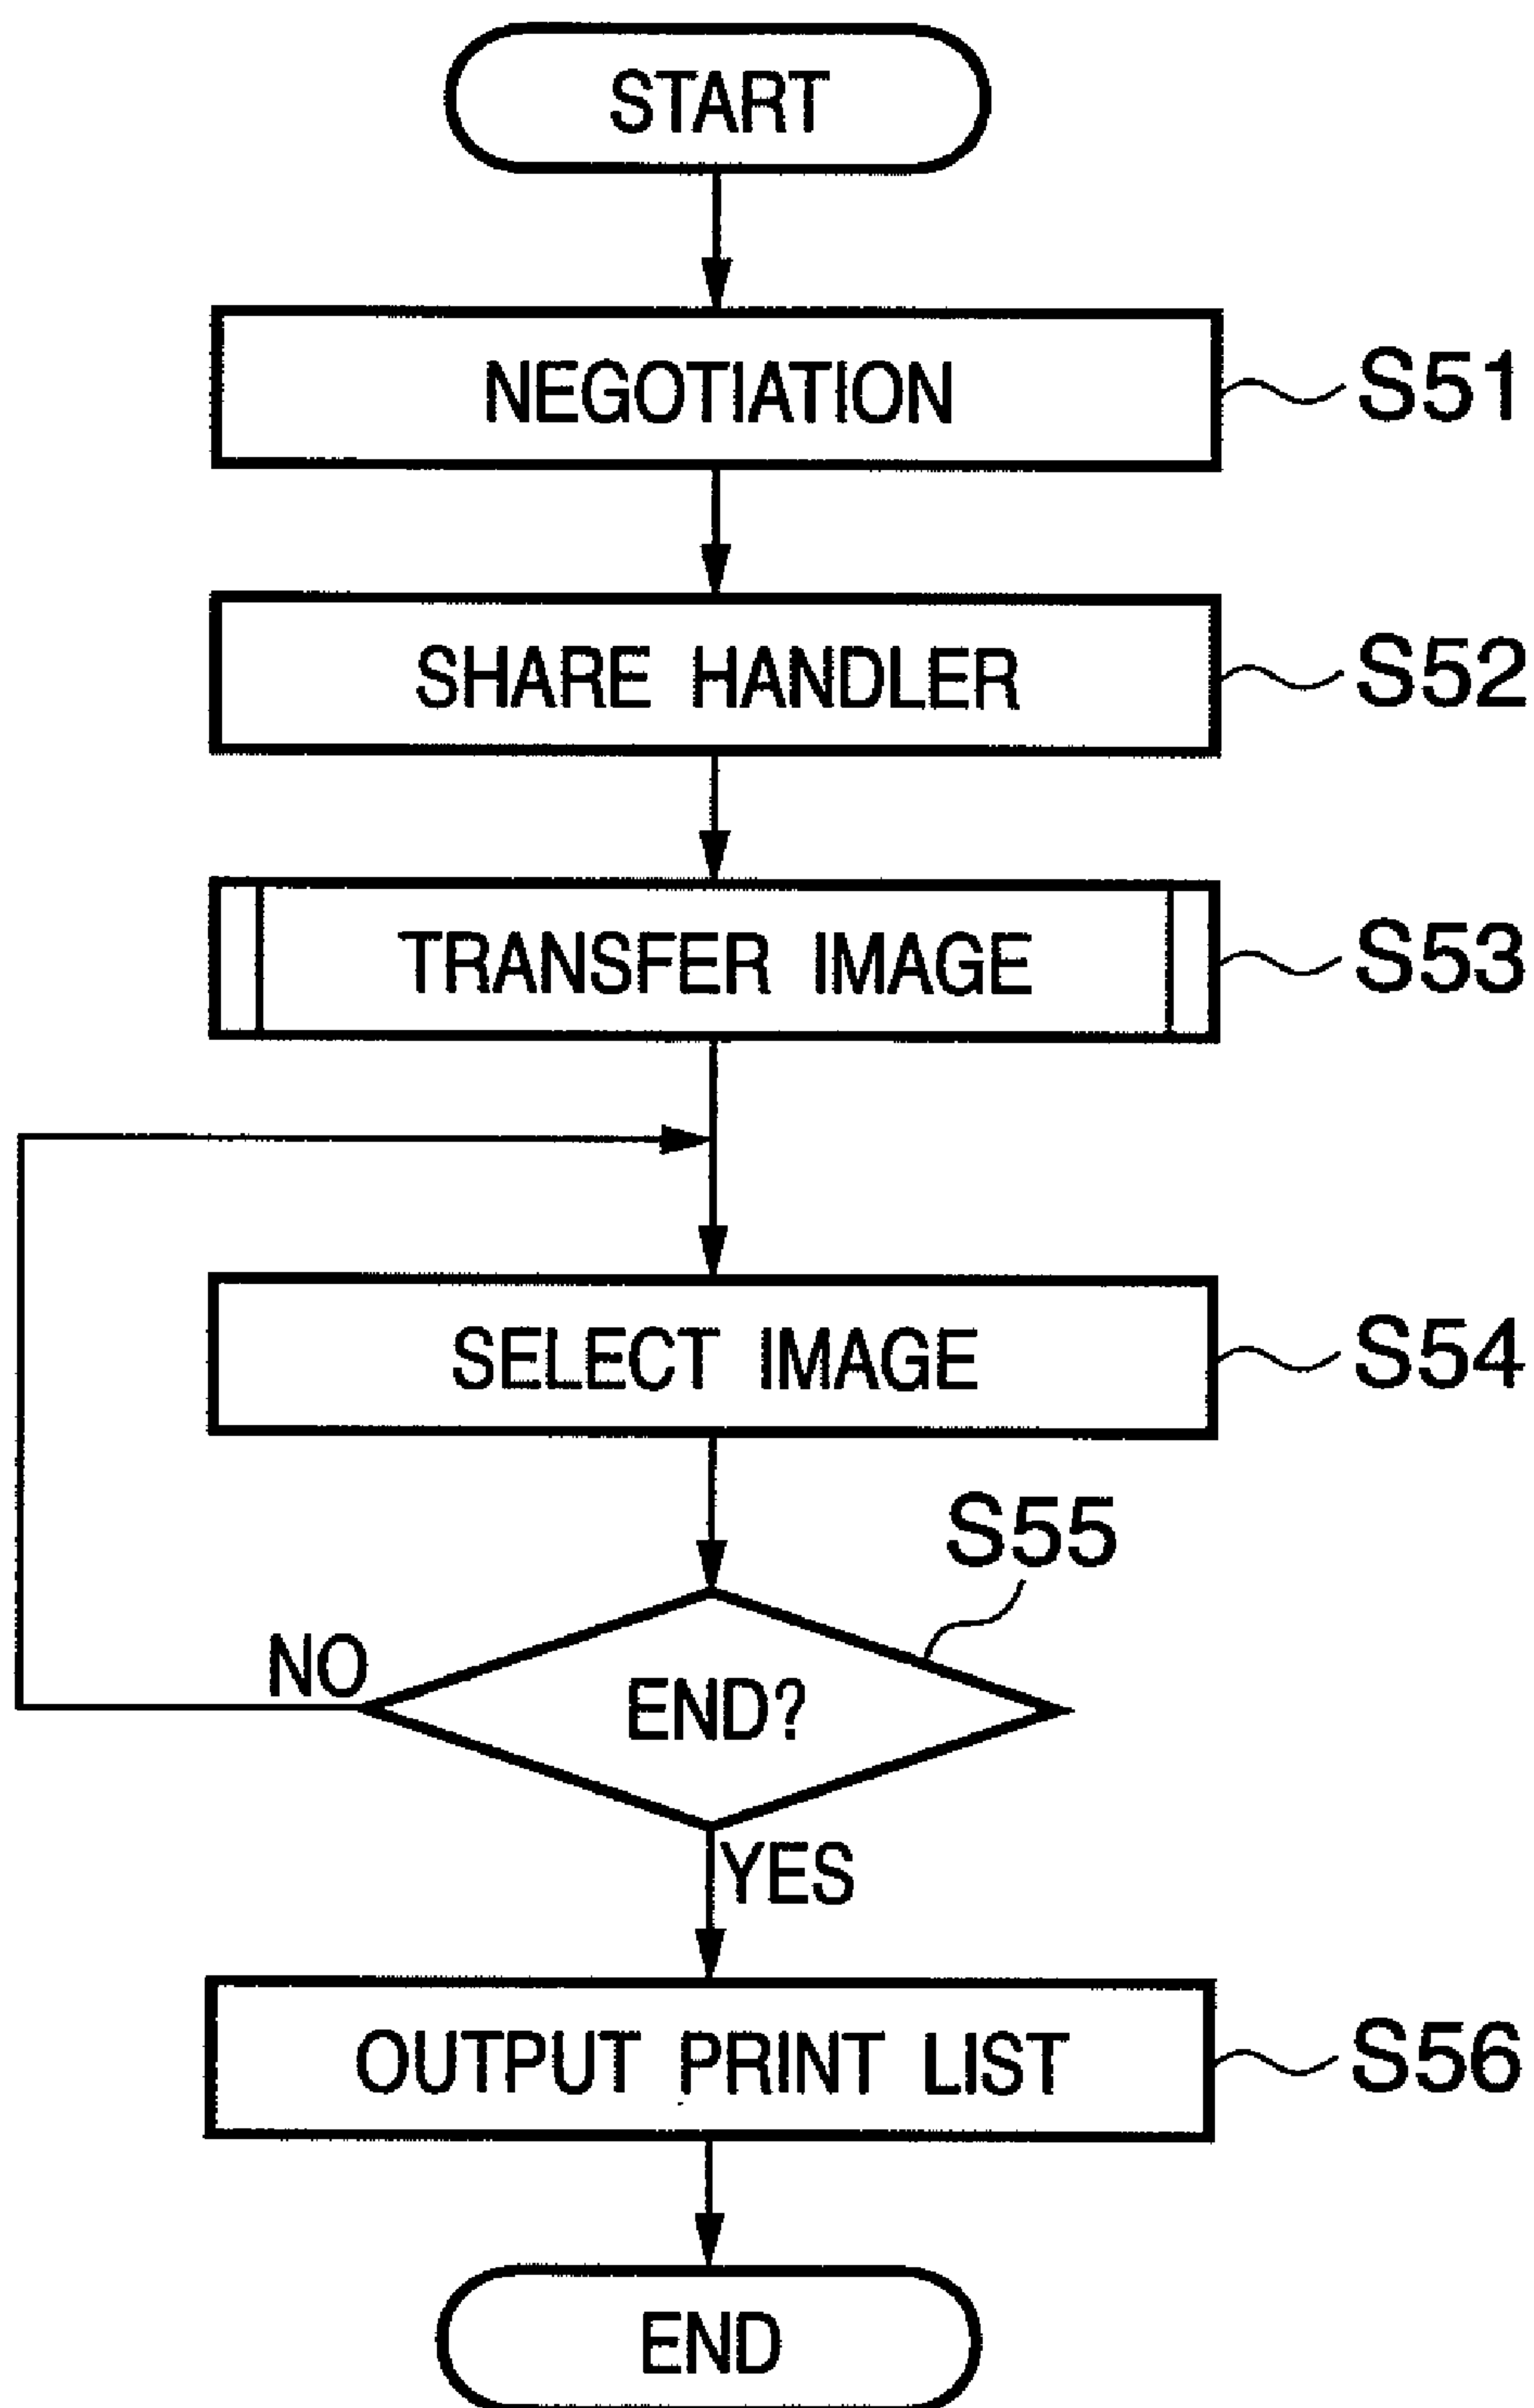 START
NEGOTIATION S51
SHARE HANDLER S52
TRANSFER IMAGE S53
SELECT IMAGE S54
S55
NO
END?
YES
OUTPUT PRINT LIST S56
END